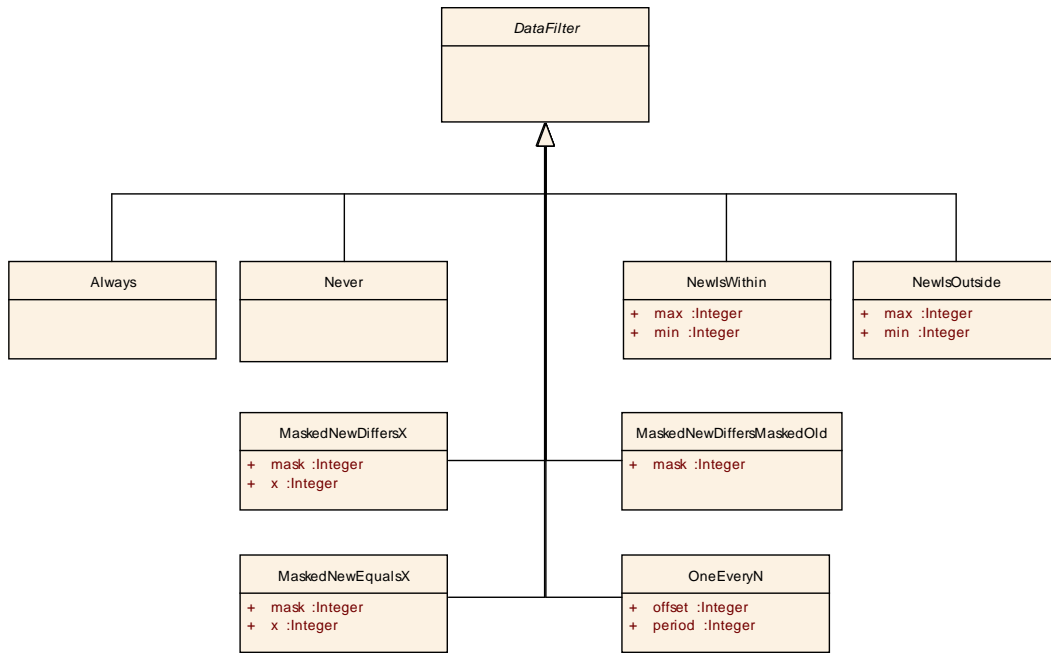 DataFilter
Always
Never
NewIsWithin
+ max :Integer
+ min :Integer
NewIsOutside
+ max :Integer
+ min :Integer
MaskedNewDiffersX
+ mask :Integer
+ x :Integer
MaskedNewDiffersMaskedOld
+ mask :Integer
MaskedNewEqualsX
+ mask :Integer
+ x :Integer
OneEveryN
+ offset :Integer
+ period :Integer